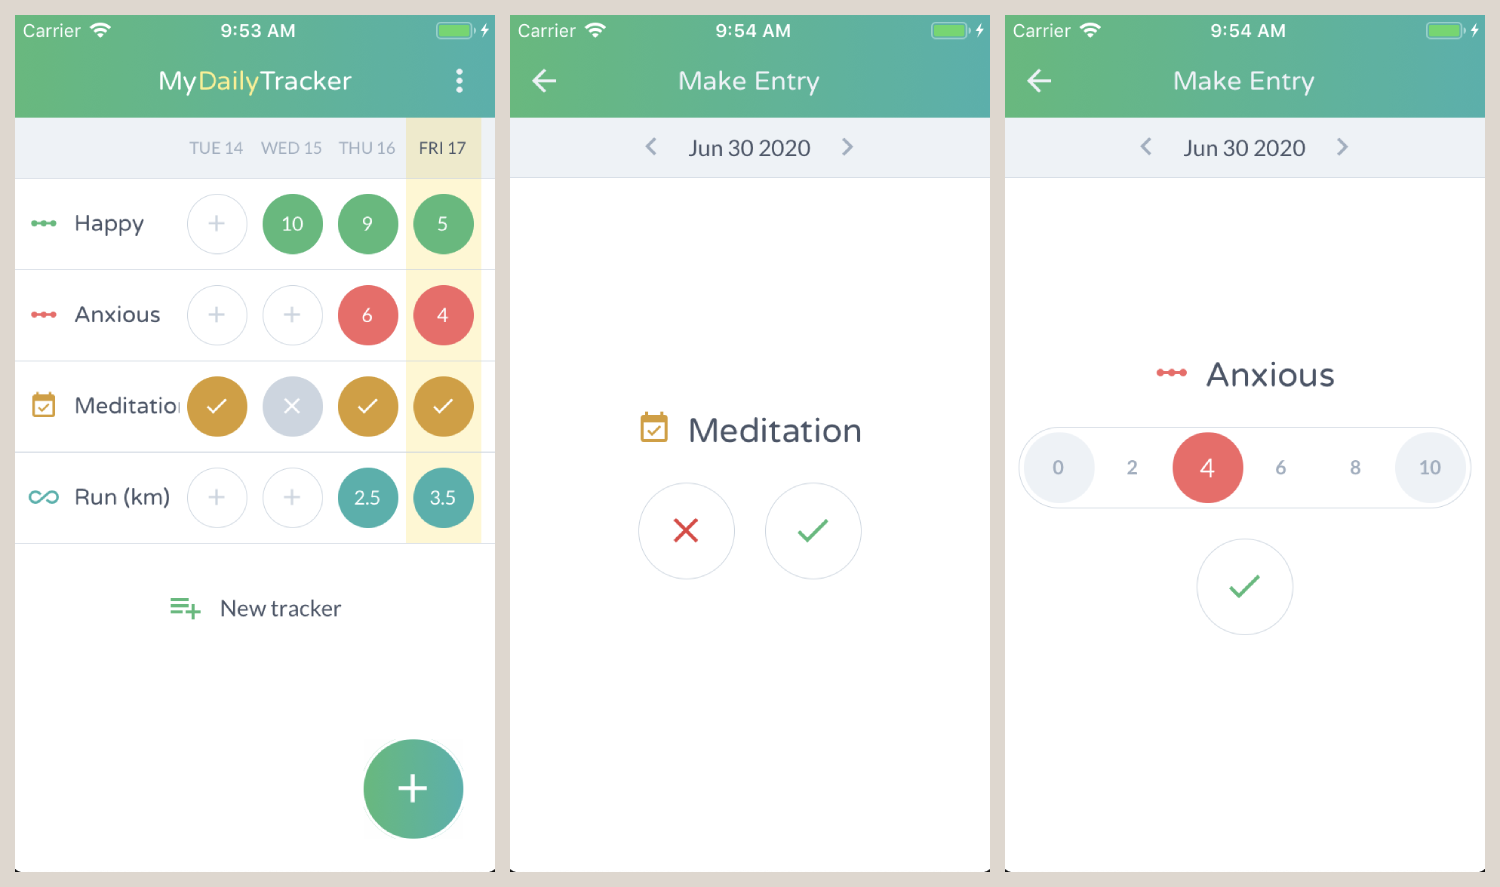 Carrier 9:53 AM
MyDailyTracker
TUE 14 WED 15 THU 16 FRI 17
Happy 10 9 5
Anxious 6 4
Meditation
Run (km) 2.5 3.5
New tracker
Carrier 9:54 AM
Make Entry
Jun 30 2020
Meditation
Carrier 9:54 AM
Make Entry
Jun 30 2020
Anxious
0 2 4 6 8 10